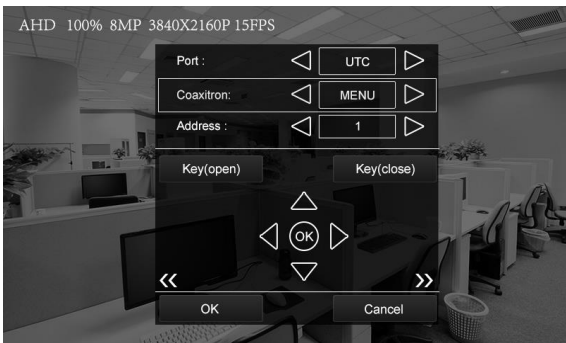 AHD 100% 8MP 3840X2160P 15FPS
Port : UTC
Coaxitron: MENU
Address : 1
Key(open) Key(close)
OK
OK Cancel